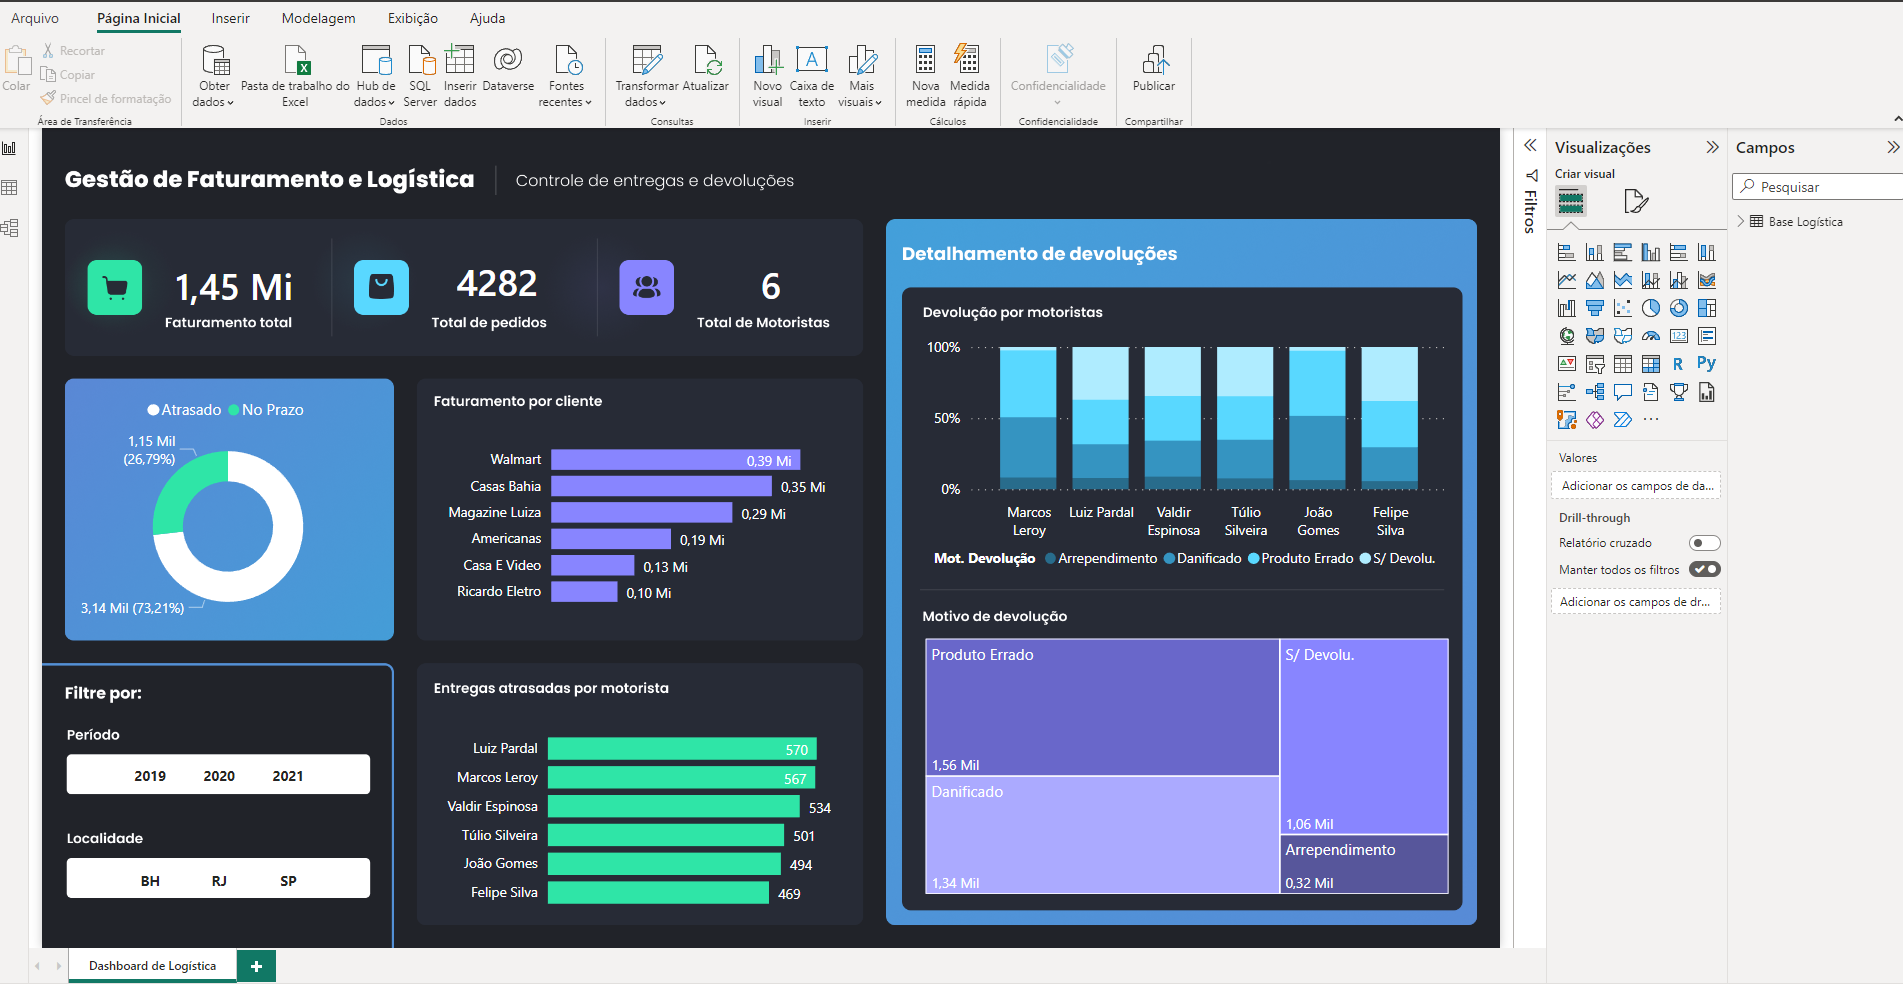 Arquivo
Página Inicial
Inserir
Modelagem
Exibição
Ajuda
Colar
Recortar
Copiar
Pincel de formatação
Área de Transferência
Obter
dados
Pasta de trabalho do
Excel
Hub de
dados
SQL
Server
Inserir
dados
Dataverse
Fontes
recentes
Dados
Transformar
dados
Atualizar
Consultas
Novo
visual
A
Caixa de
texto
Mais
visuais
Inserir
Nova
medida
Medida
rápida
Cálculos
Confidencialidade
Confidencialidade
Publicar
Compartilhar
Gestão de Faturamento e Logística
Controle de entregas e devoluções
1,45 Mi
Faturamento total
4282
Total de pedidos
6
Total de Motoristas
Atrasado
No Prazo
1,15 Mil
(26,79%)
3,14 Mil (73,21%)
Faturamento por cliente
Walmart
0,39 Mi
Casas Bahia
0,35 Mi
Magazine Luiza
0,29 Mi
Americanas
0,19 Mi
Casa E Video
0,13 Mi
Ricardo Eletro
0,10 Mi
Filtre por:
Período
2019 2020 2021
Localidade
BH RJ SP
Entregas atrasadas por motorista
Luiz Pardal
570
Marcos Leroy
567
Valdir Espinosa
534
Túlio Silveira
501
João Gomes
494
Felipe Silva
469
Detalhamento de devoluções
Devolução por motoristas
100%
50%
0%
Marcos
Leroy
Luiz Pardal
Valdir
Espinosa
Túlio
Silveira
João
Gomes
Felipe
Silva
Mot. Devolução Arrependimento Danificado Produto Errado S/ Devolu.
Motivo de devolução
Produto Errado
1,56 Mil
Danificado
1,34 Mil
S/ Devolu.
1,06 Mil
Arrependimento
0,32 Mil
Filtros
Visualizações
Criar visual
123
R
Py
Valores
Adicionar os campos de da...
Drill-through
Relatório cruzado
Manter todos os filtros
Adicionar os campos de dr...
Campos
Pesquisar
Base Logística
Dashboard de Logística